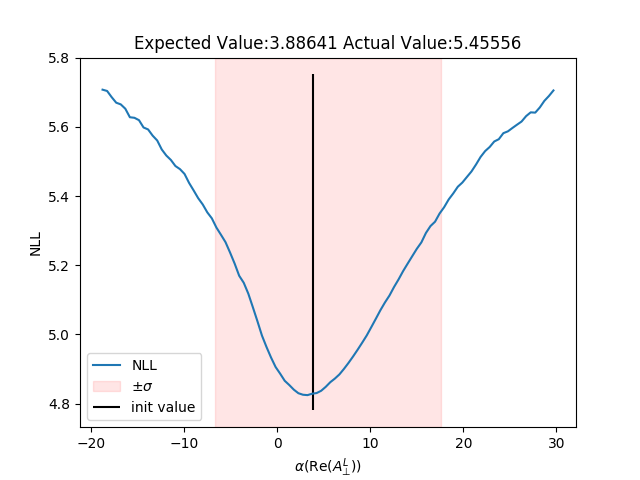 Expected Value:3.88641 Actual Value:5.45556
NLL
5.8
5.6
5.4
5.2
5.0
4.8
NLL
±σ
init value
−20 −10 0 10 20 30
α(Re(A_⊥^L))